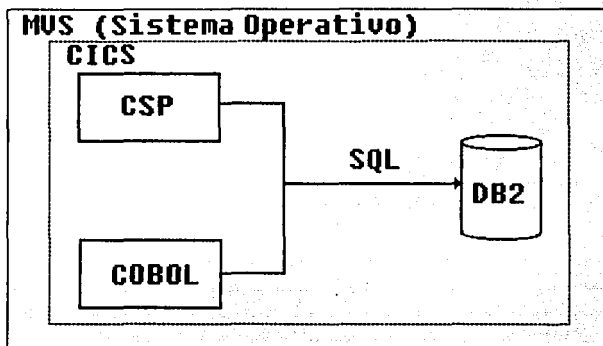 MVS (Sistema Operativo)
CICS
CSP
SQL
DB2
COBOL